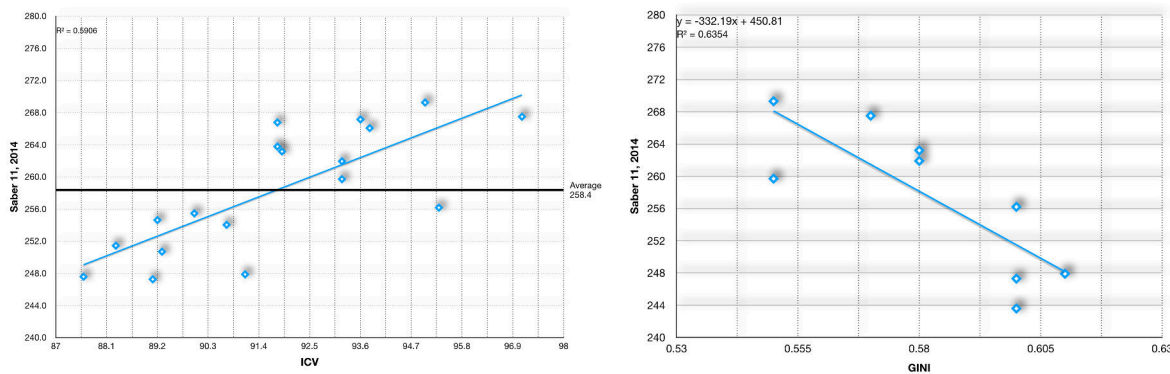 280.0
R² = 0.5906
276.0
272.0
268.0
264.0
260.0
256.0
252.0
248.0
244.0
240.0
Saber 11, 2014
Average
258.4
87 88.1 89.2 90.3 91.4 92.5 93.6 94.7 95.8 96.9 98
ICV
280
y = -332.19x + 450.81
R² = 0.6354
276
272
268
264
260
256
252
248
244
240
Saber 11, 2014
0.53 0.555 0.58 0.605 0.63
GINI